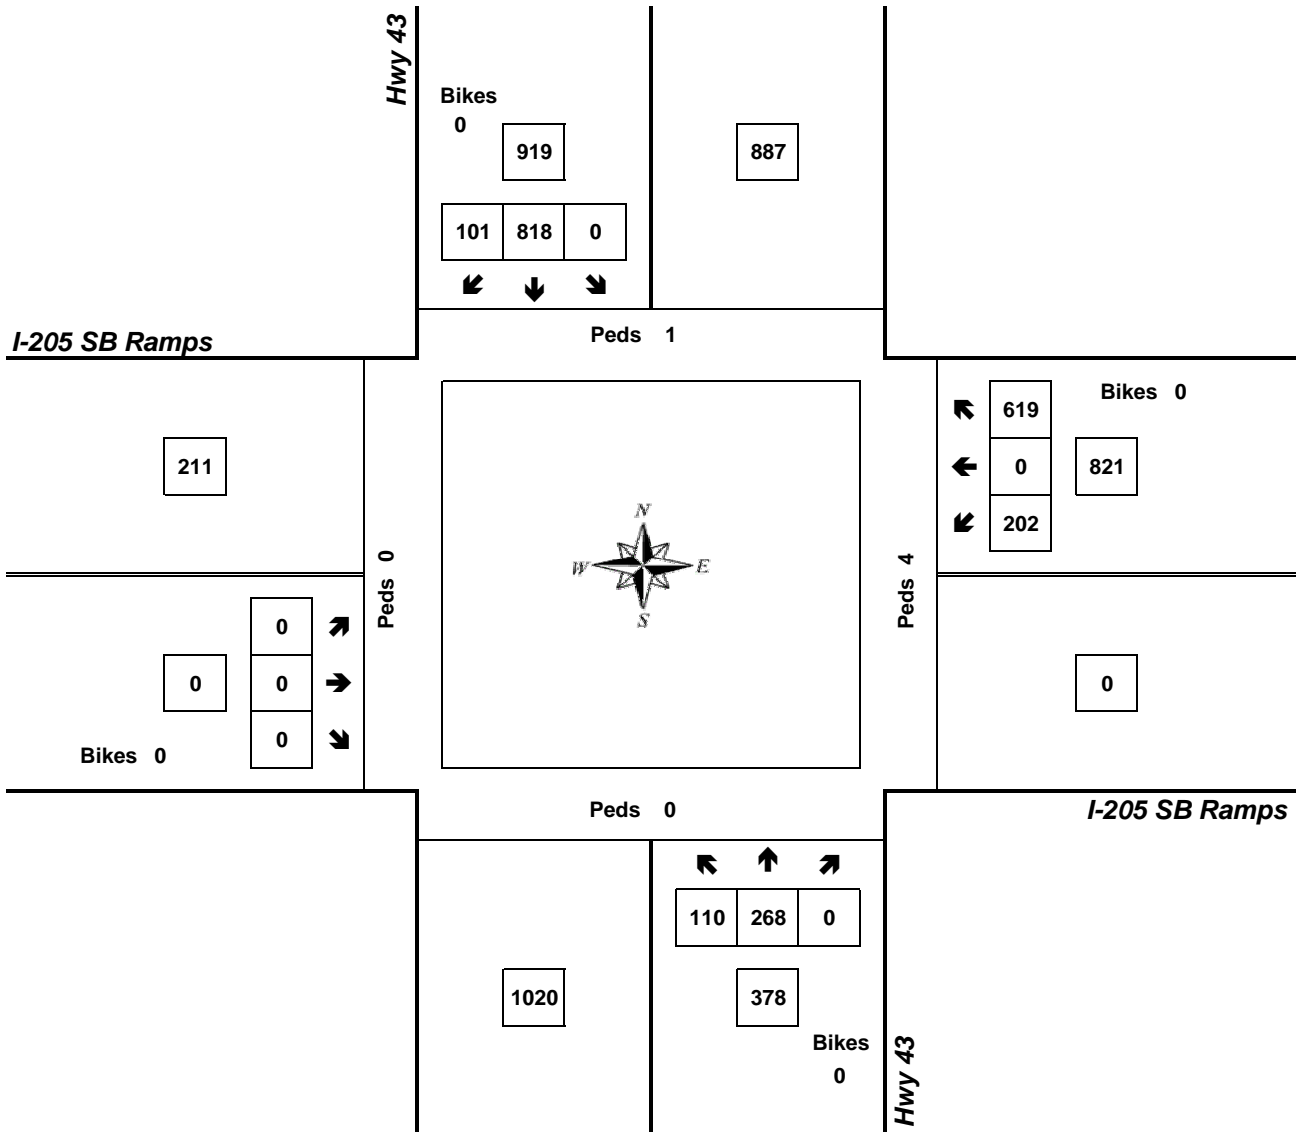 Hwy 43
Bikes
0
919
887
101 818 0
Peds 1
I-205 SB Ramps
619
Bikes 0
211
0
821
202
N
W E
S
Peds 0
Peds 4
0
0
0
0
0
Bikes 0
Peds 0
I-205 SB Ramps
110 268 0
1020
378
Bikes
0
Hwy 43